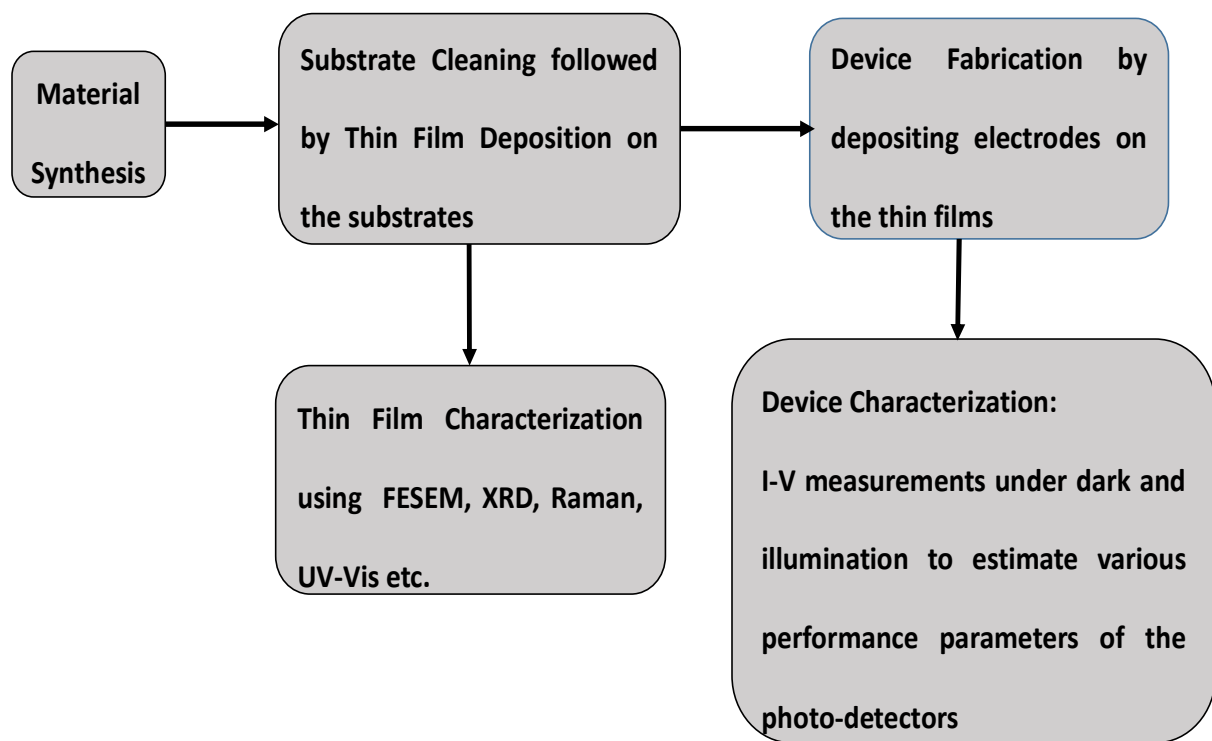 Material
Synthesis
Substrate Cleaning followed
by Thin Film Deposition on
the substrates
Device Fabrication by
depositing electrodes on
the thin films
Thin Film Characterization
using FESEM, XRD, Raman,
UV-Vis etc.
Device Characterization:
I-V measurements under dark and
illumination to estimate various
performance parameters of the
photo-detectors